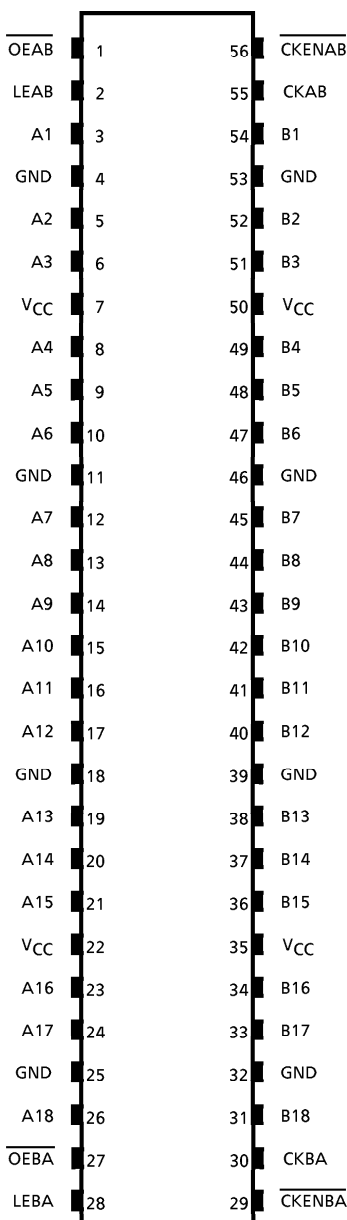 O̅E̅A̅B̅ 1 56 C̅K̅E̅N̅A̅B̅
LEAB 2 55 CKAB
A1 3 54 B1
GND 4 53 GND
A2 5 52 B2
A3 6 51 B3
VCC 7 50 VCC
A4 8 49 B4
A5 9 48 B5
A6 10 47 B6
GND 11 46 GND
A7 12 45 B7
A8 13 44 B8
A9 14 43 B9
A10 15 42 B10
A11 16 41 B11
A12 17 40 B12
GND 18 39 GND
A13 19 38 B13
A14 20 37 B14
A15 21 36 B15
VCC 22 35 VCC
A16 23 34 B16
A17 24 33 B17
GND 25 32 GND
A18 26 31 B18
O̅E̅B̅A̅ 27 30 CKBA
LEBA 28 29 C̅K̅E̅N̅B̅A̅